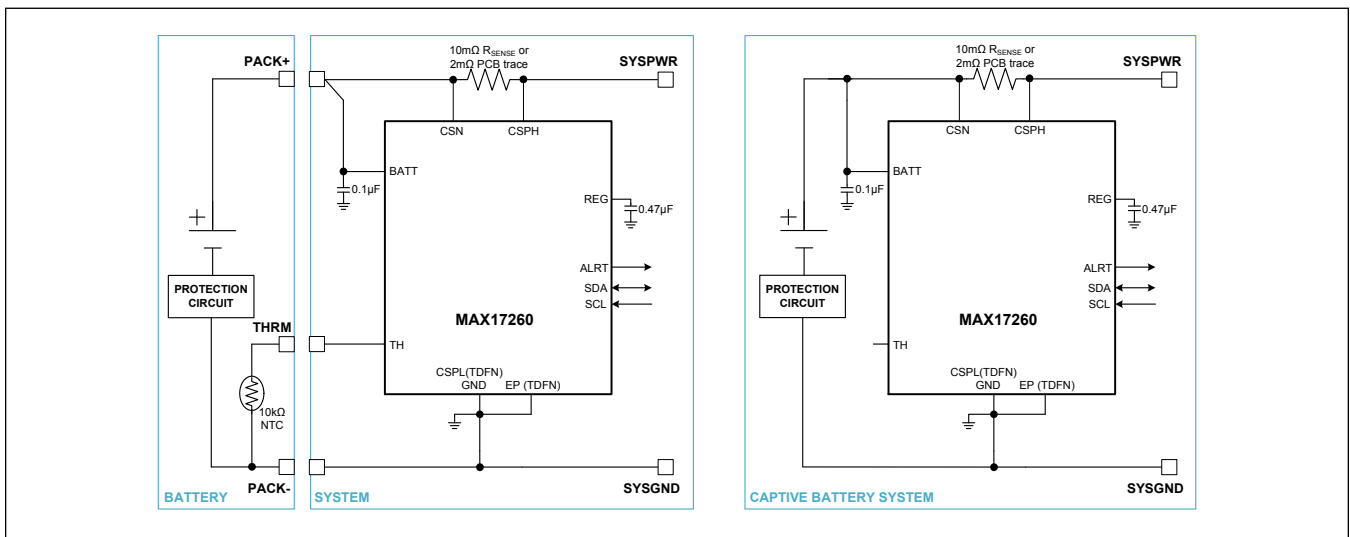 PACK+
10mΩ RSENSE or
2mΩ PCB trace
SYSPWR
CSN
CSPH
BATT
0.1µF
REG
0.47µF
+
PROTECTION
CIRCUIT
ALRT
SDA
SCL
MAX17260
THRM
TH
10kΩ
NTC
CSPL(TDFN)
GND
EP (TDFN)
PACK-
SYSGND
BATTERY
SYSTEM
10mΩ RSENSE or
2mΩ PCB trace
SYSPWR
CSN
CSPH
BATT
0.1µF
REG
0.47µF
+
PROTECTION
CIRCUIT
ALRT
SDA
SCL
MAX17260
TH
CSPL(TDFN)
GND
EP (TDFN)
SYSGND
CAPTIVE BATTERY SYSTEM